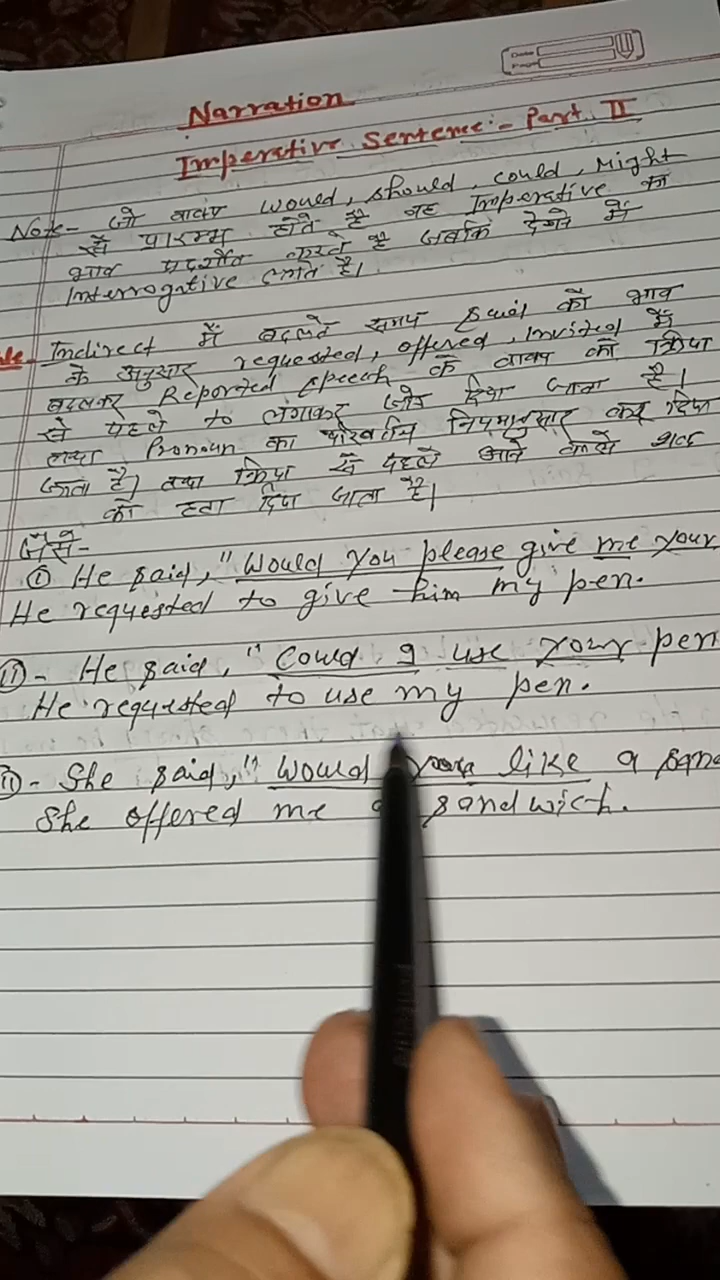 Date
Page
Narration
Imperative Sentence:- Part II
Note- जो वाक्य would, should, could, Might
से प्रारम्भ होते है वह Imperative का
भाव प्रदर्शित करते है जबकि देखने में
Interrogative लगते है।
Indirect में बदलते समय said को भाव
के अनुसार requested, offered, invited में
बदलकर Reported speech के वाक्य की क्रिया
से पहले to लगाकर जोड़ दिया जाता है।
तथा Pronoun का परिवर्तन नियमानुसार कर दिया
जाता है। तथा क्रिया से पहले आने वाले शब्द
को हटा दिया जाता है।
जैसे-
① He said, "Would you please give me your
He requested to give him my pen.
- He said, "Could I use your pen
He requested to use my pen.
- She said, "Would you like a
She offered me a sandwich.